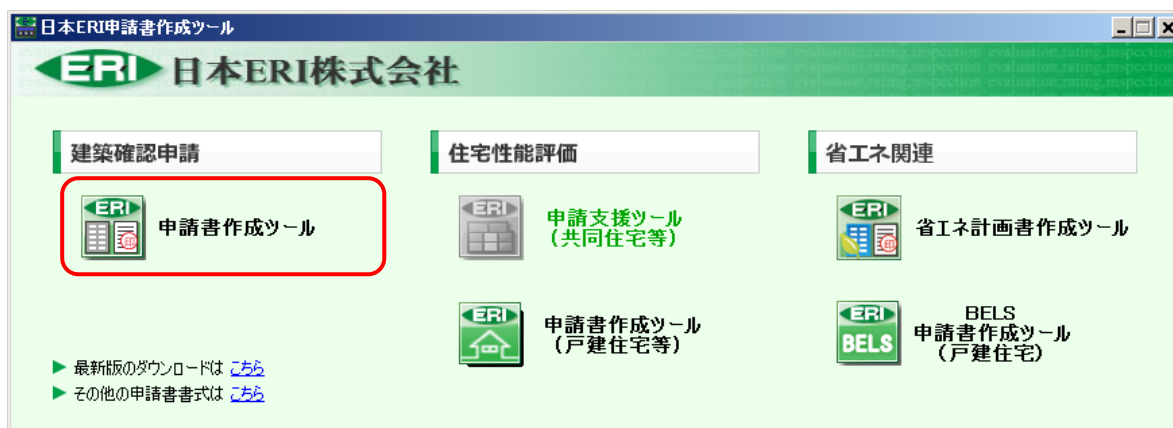 日本ERI申請書作成ツール
ERI 日本ERI株式会社
建築確認申請
ERI
申請書作成ツール
最新版のダウンロードは こちら
その他の申請書書式は こちら
住宅性能評価
ERI
申請支援ツール
(共同住宅等)
ERI
申請書作成ツール
(戸建住宅等)
省エネ関連
ERI
省エネ計画書作成ツール
ERI
BELS
BELS
申請書作成ツール
(戸建住宅)